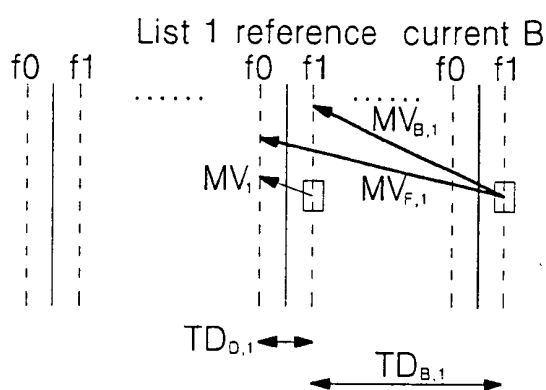 List 1 reference current B
f0 f1 f0 f1 f0 f1
...... ......
MV_B,1
MV_1
MV_F,1
TD_D,1
TD_B,1